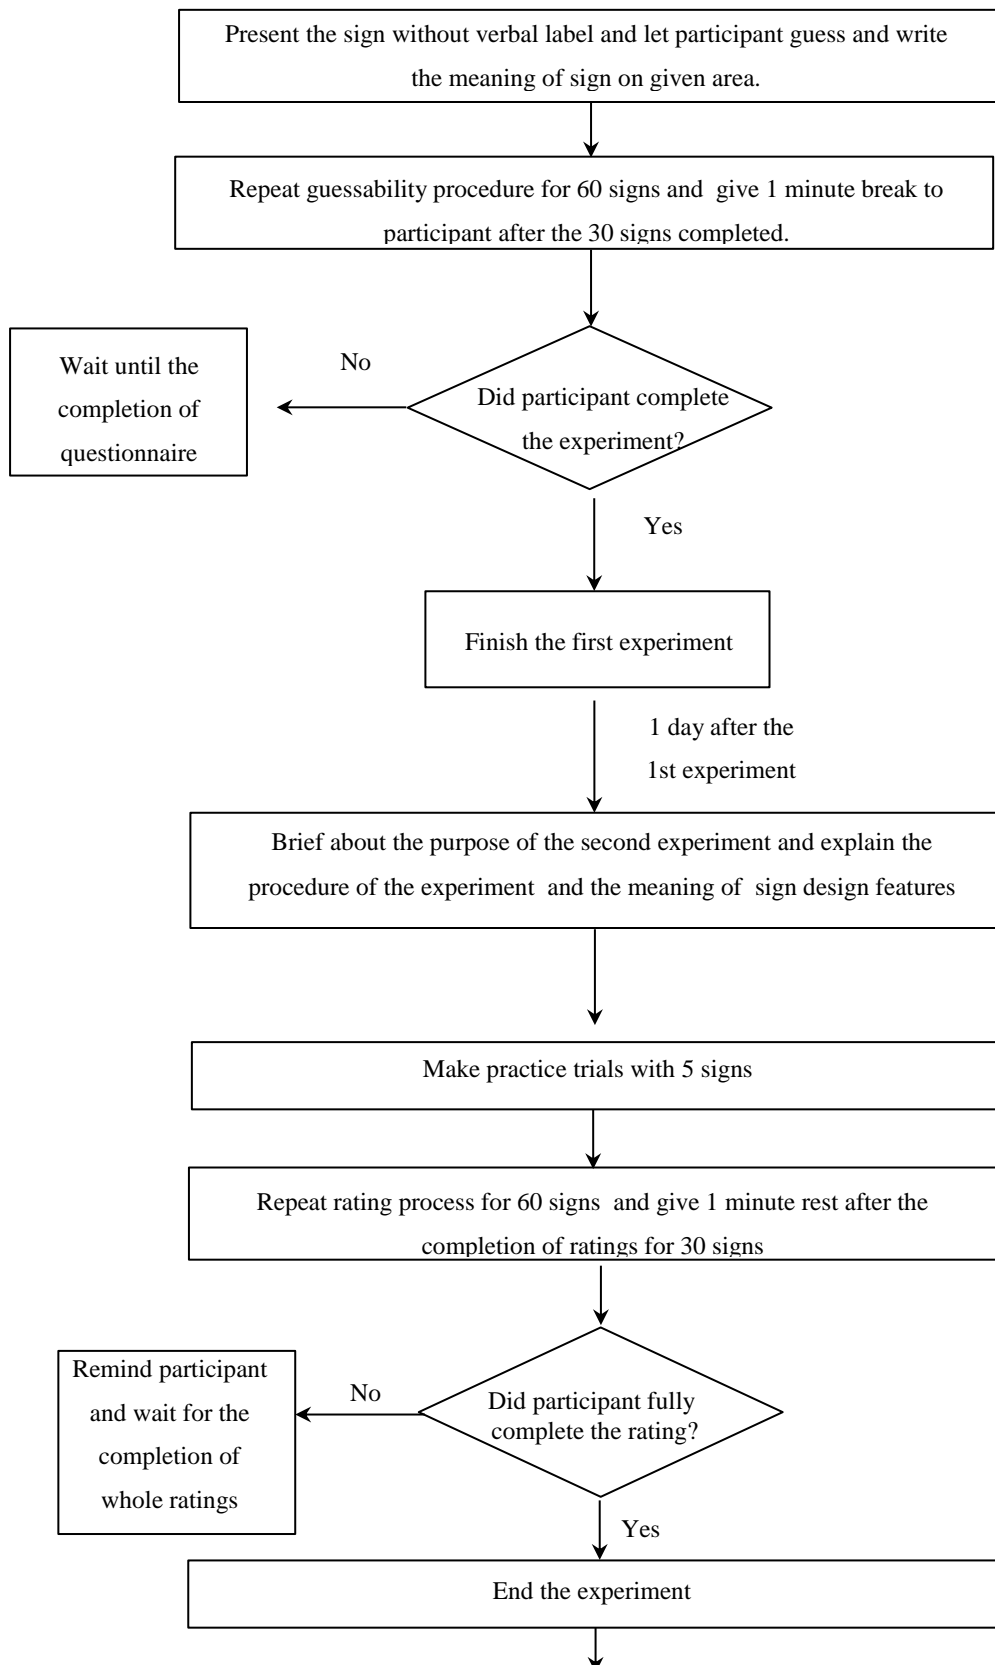 Present the sign without verbal label and let participant guess and write
the meaning of sign on given area.
Repeat guessability procedure for 60 signs and give 1 minute break to
participant after the 30 signs completed.
Wait until the
completion of
questionnaire
No
Did participant complete
the experiment?
Yes
Finish the first experiment
1 day after the
1st experiment
Brief about the purpose of the second experiment and explain the
procedure of the experiment and the meaning of sign design features
Make practice trials with 5 signs
Repeat rating process for 60 signs and give 1 minute rest after the
completion of ratings for 30 signs
Remind participant
and wait for the
completion of
whole ratings
No
Did participant fully
complete the rating?
Yes
End the experiment